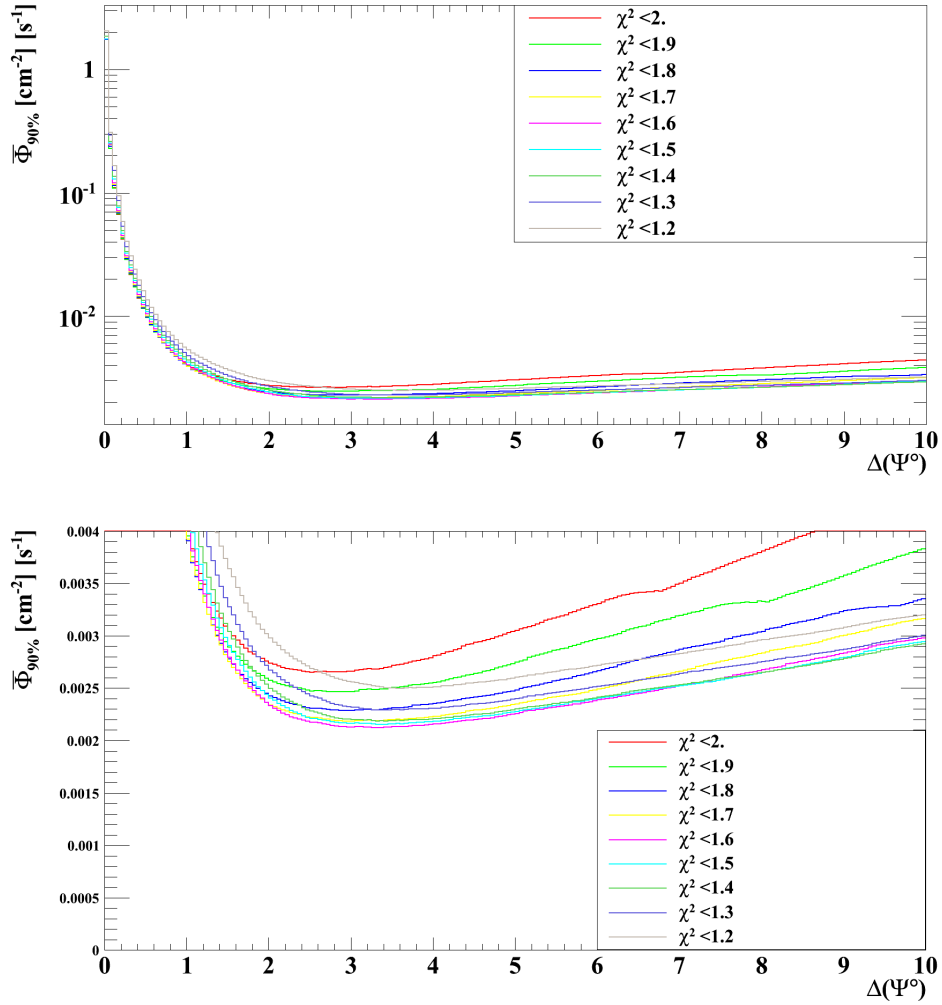 Φ̅90% [cm⁻²] [s⁻¹]
1
10⁻¹
10⁻²
χ² <2.
χ² <1.9
χ² <1.8
χ² <1.7
χ² <1.6
χ² <1.5
χ² <1.4
χ² <1.3
χ² <1.2
0 1 2 3 4 5 6 7 8 9 10
Δ(Ψ°)
Φ̅90% [cm⁻²] [s⁻¹]
0.004
0.0035
0.003
0.0025
0.002
0.0015
0.001
0.0005
0
χ² <2.
χ² <1.9
χ² <1.8
χ² <1.7
χ² <1.6
χ² <1.5
χ² <1.4
χ² <1.3
χ² <1.2
0 1 2 3 4 5 6 7 8 9 10
Δ(Ψ°)